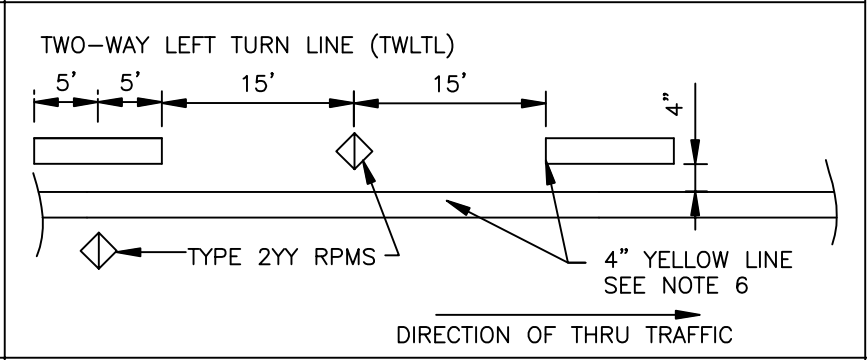 TWO-WAY LEFT TURN LINE (TWLTL)
5' 5' 15' 15'
4"
TYPE 2YY RPMS
4" YELLOW LINE
SEE NOTE 6
DIRECTION OF THRU TRAFFIC